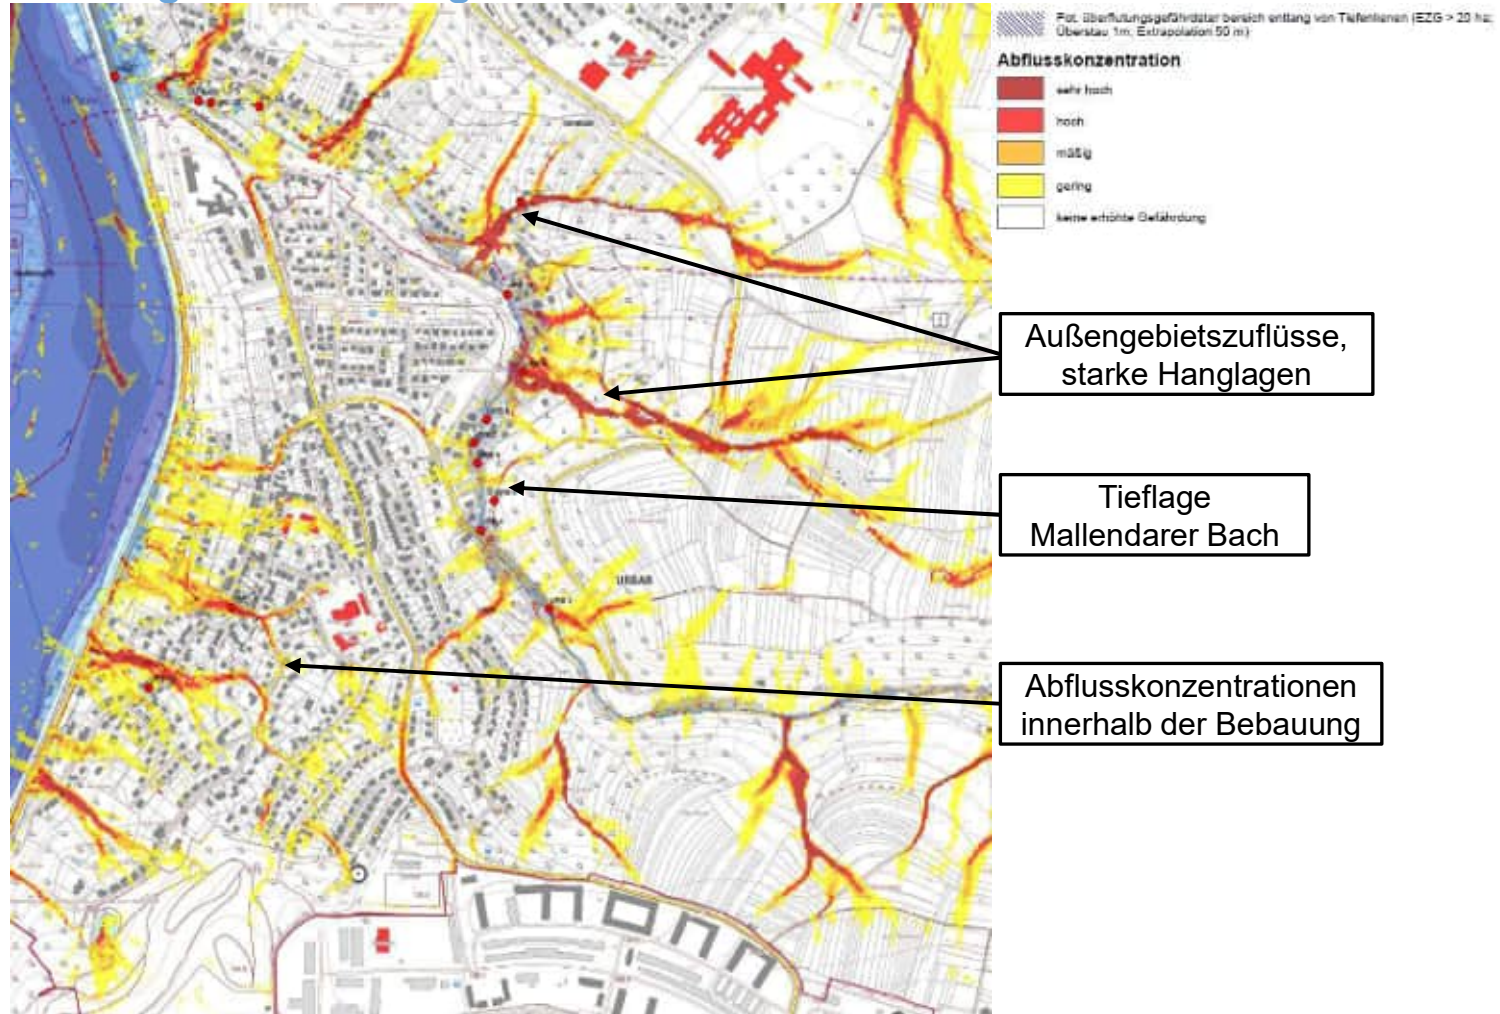 Pot. überflutungsgefährdeter Bereich entlang von Tiefenlinien (EZG > 20 ha;
Überstau 1m, Extrapolation 50 m)
Abflusskonzentration
sehr hoch
hoch
mäßig
gering
keine erhöhte Gefährdung
Außengebietszuflüsse,
starke Hanglagen
Tieflage
Mallendarer Bach
URBAR
Abflusskonzentrationen
innerhalb der Bebauung